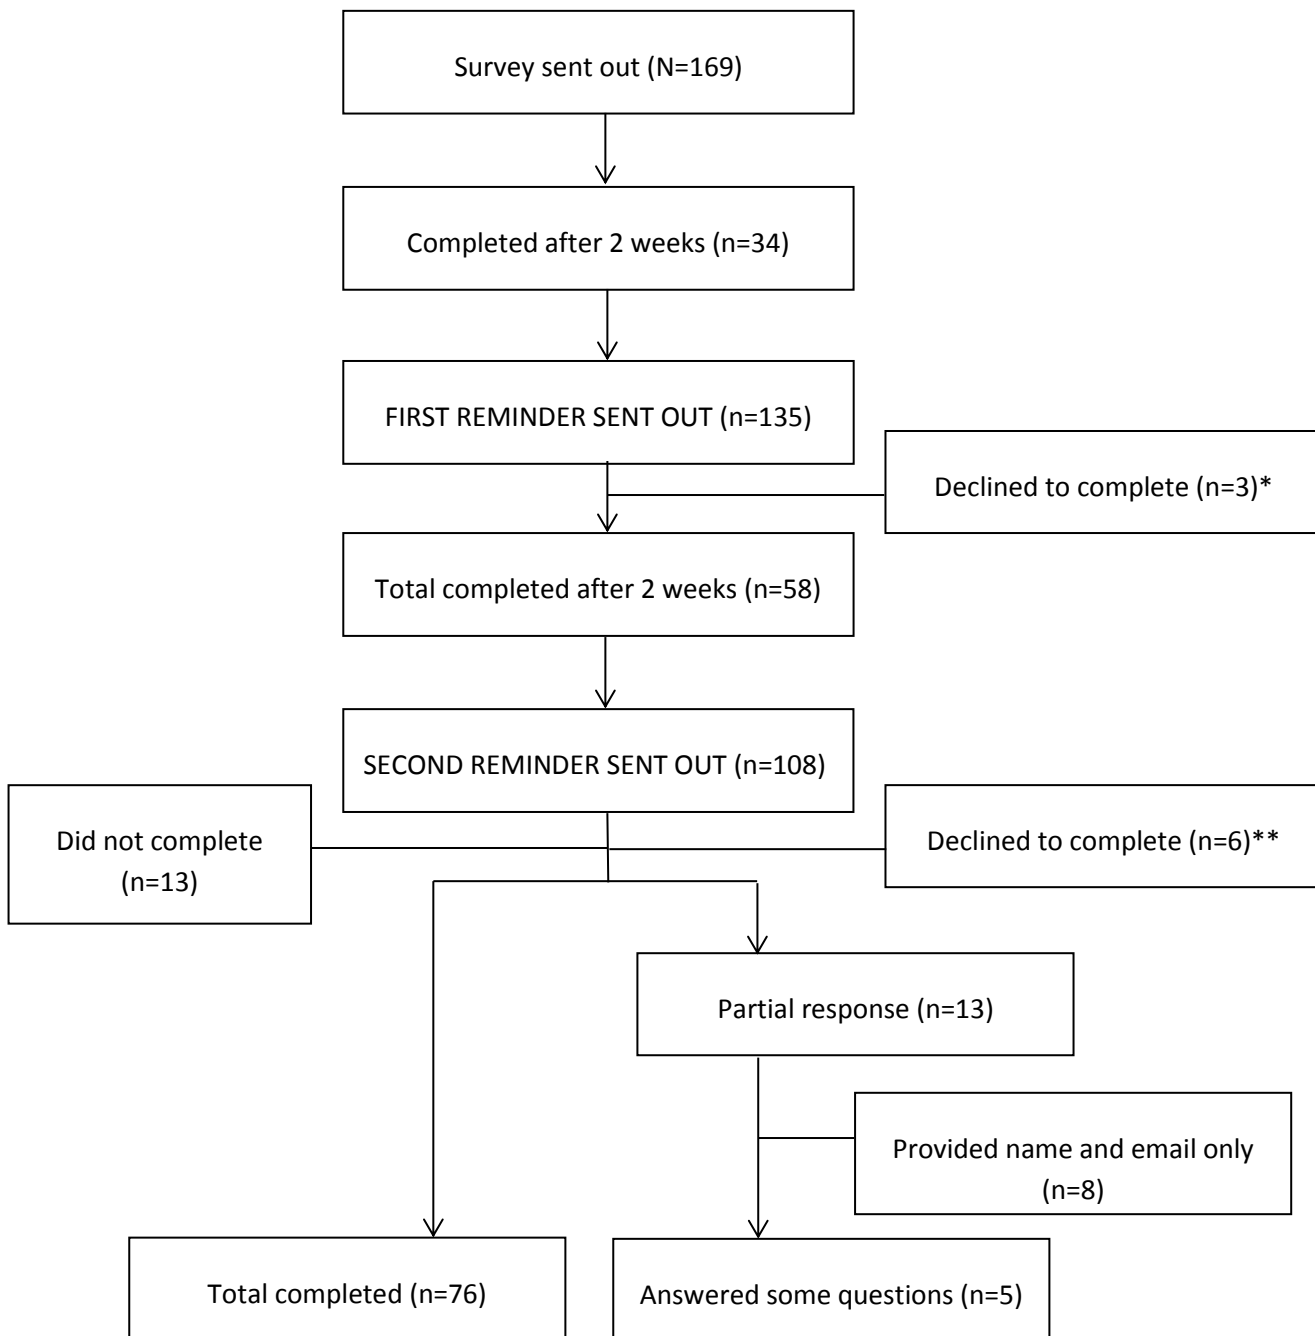 Survey sent out (N=169)
Completed after 2 weeks (n=34)
FIRST REMINDER SENT OUT (n=135)
Declined to complete (n=3)*
Total completed after 2 weeks (n=58)
SECOND REMINDER SENT OUT (n=108)
Did not complete
(n=13)
Declined to complete (n=6)**
Partial response (n=13)
Provided name and email only
(n=8)
Total completed (n=76)
Answered some questions (n=5)